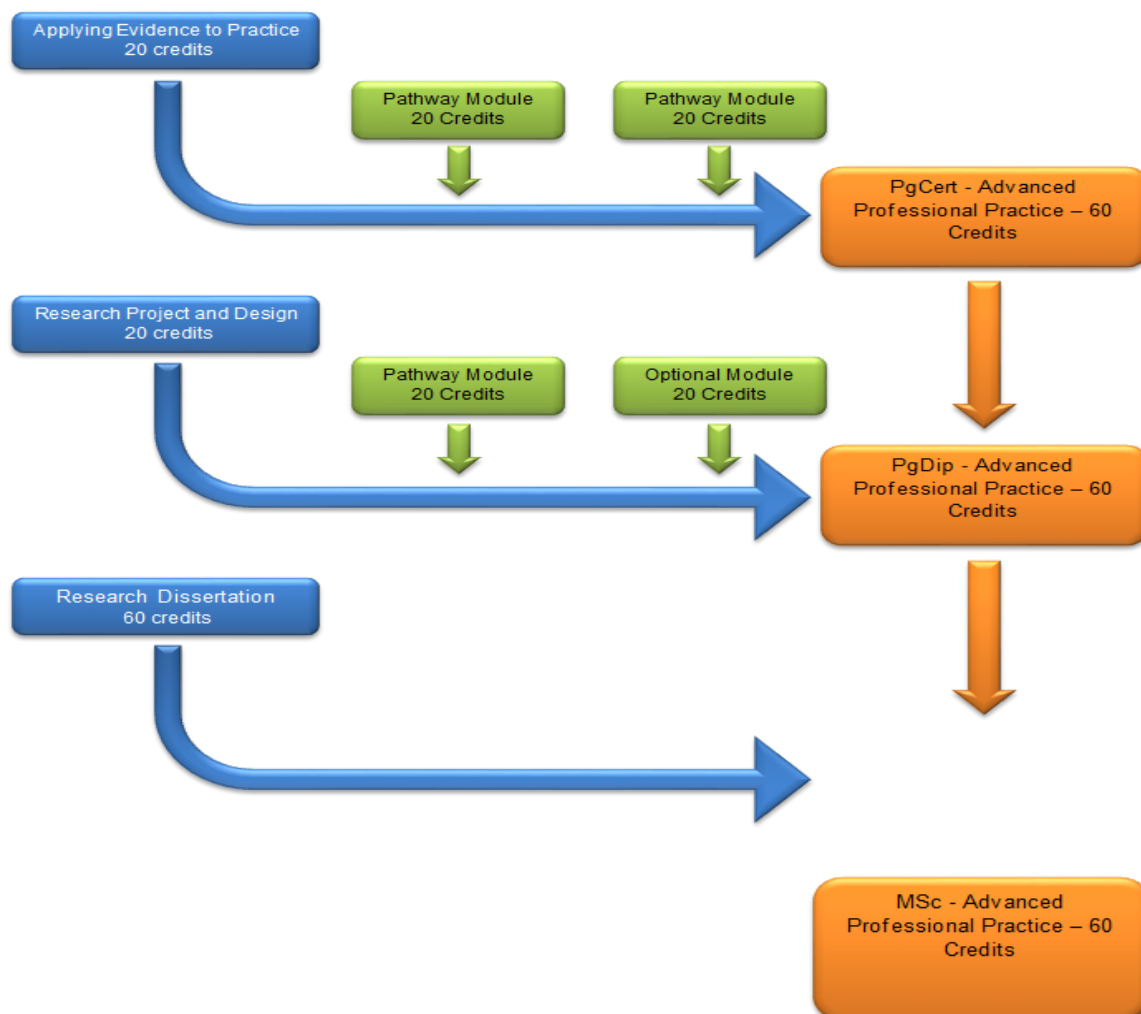 Applying Evidence to Practice
20 credits
Pathway Module
20 Credits
Pathway Module
20 Credits
PgCert - Advanced
Professional Practice – 60
Credits
Research Project and Design
20 credits
Pathway Module
20 Credits
Optional Module
20 Credits
PgDip - Advanced
Professional Practice – 60
Credits
Research Dissertation
60 credits
MSc - Advanced
Professional Practice – 60
Credits